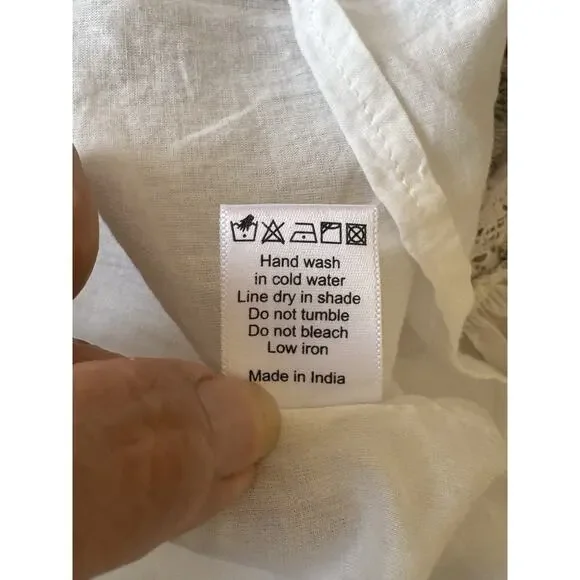 Hand wash
in cold water
Line dry in shade
Do not tumble
Do not bleach
Low iron
Made in India